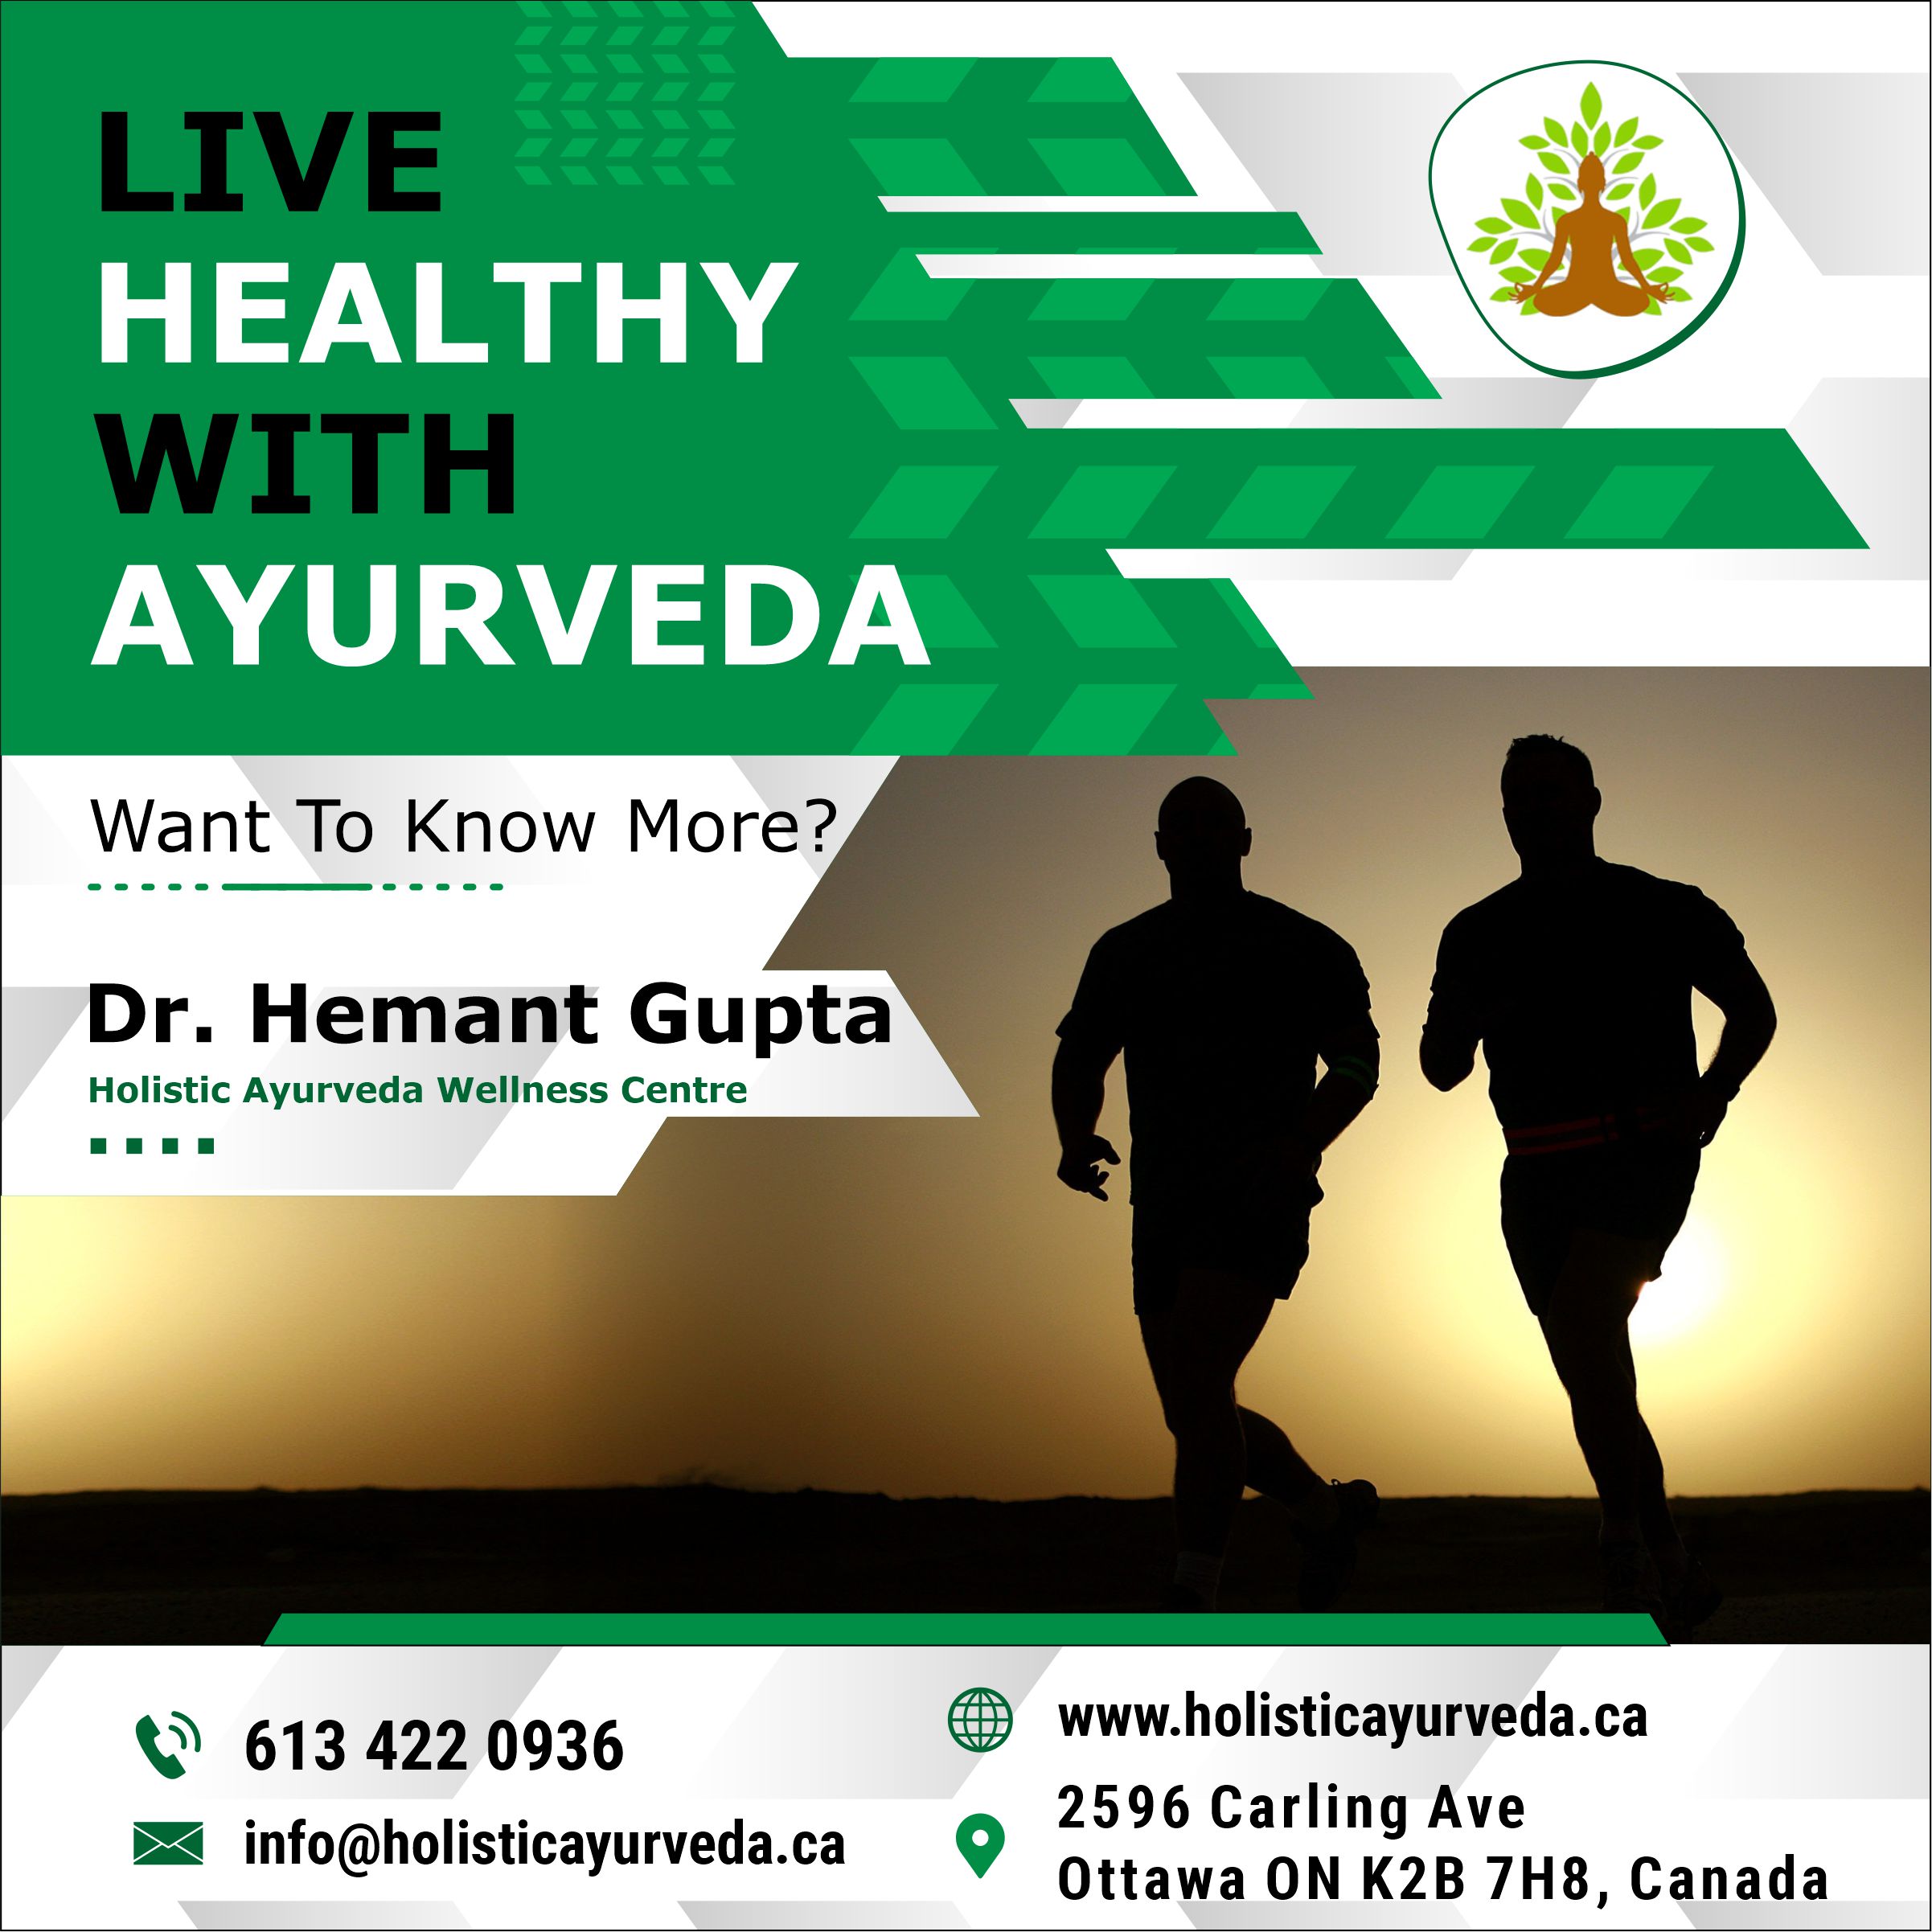 LIVE
HEALTHY
WITH
AYURVEDA
Want To Know More?
Dr. Hemant Gupta
Holistic Ayurveda Wellness Centre
613 422 0936
info@holisticayurveda.ca
www.holisticayurveda.ca
2596 Carling Ave
Ottawa ON K2B 7H8, Canada